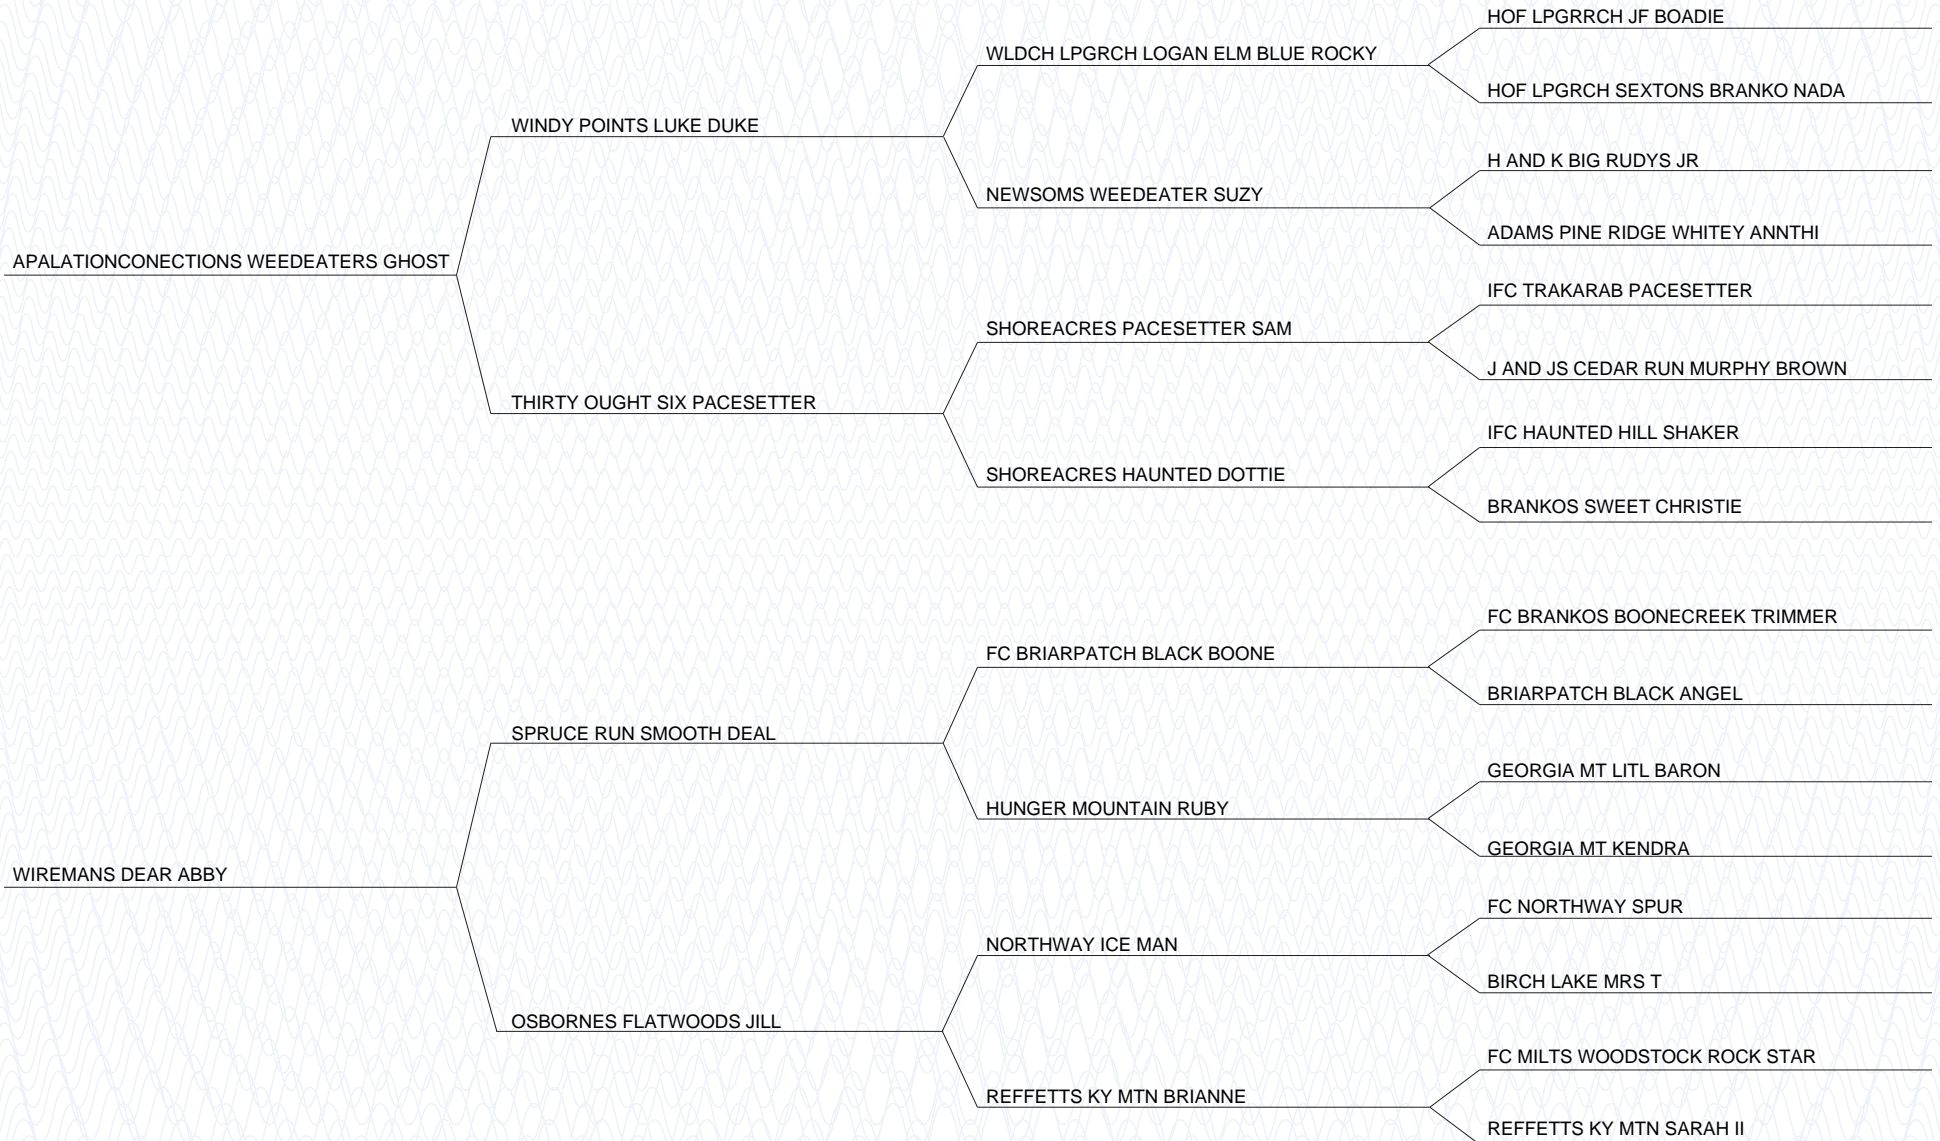 HOF LPGRRCH JF BOADIE
WLDCH LPGRCH LOGAN ELM BLUE ROCKY
HOF LPGRCH SEXTONS BRANKO NADA
WINDY POINTS LUKE DUKE
H AND K BIG RUDYS JR
NEWSOMS WEEDEATER SUZY
ADAMS PINE RIDGE WHITEY ANNTHI
APALATIONCONECTIONS WEEDEATERS GHOST
IFC TRAKARAB PACESETTER
SHOREACRES PACESETTER SAM
J AND JS CEDAR RUN MURPHY BROWN
THIRTY OUGHT SIX PACESETTER
IFC HAUNTED HILL SHAKER
SHOREACRES HAUNTED DOTTIE
BRANKOS SWEET CHRISTIE
FC BRANKOS BOONECREEK TRIMMER
FC BRIARPATCH BLACK BOONE
BRIARPATCH BLACK ANGEL
SPRUCE RUN SMOOTH DEAL
GEORGIA MT LITL BARON
HUNGER MOUNTAIN RUBY
GEORGIA MT KENDRA
WIREMANS DEAR ABBY
FC NORTHWAY SPUR
NORTHWAY ICE MAN
BIRCH LAKE MRS T
OSBORNES FLATWOODS JILL
FC MILTS WOODSTOCK ROCK STAR
REFFETTS KY MTN BRIANNE
REFFETTS KY MTN SARAH II